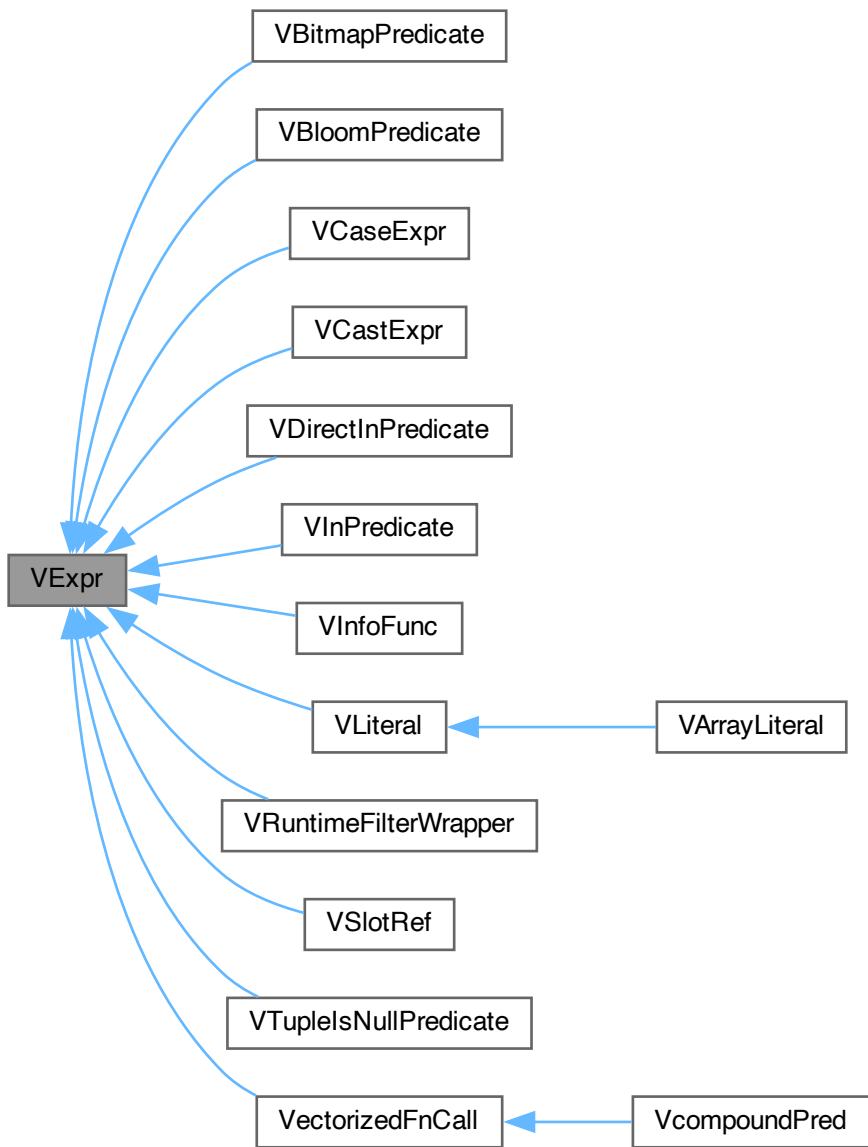 VBitmapPredicate
VBloomPredicate
VCaseExpr
VCastExpr
VDirectInPredicate
VInPredicate
VExpr
VInfoFunc
VLiteral
VArrayLiteral
VRuntimeFilterWrapper
VSlotRef
VTupleIsNullPredicate
VectorizedFnCall
VcompoundPred